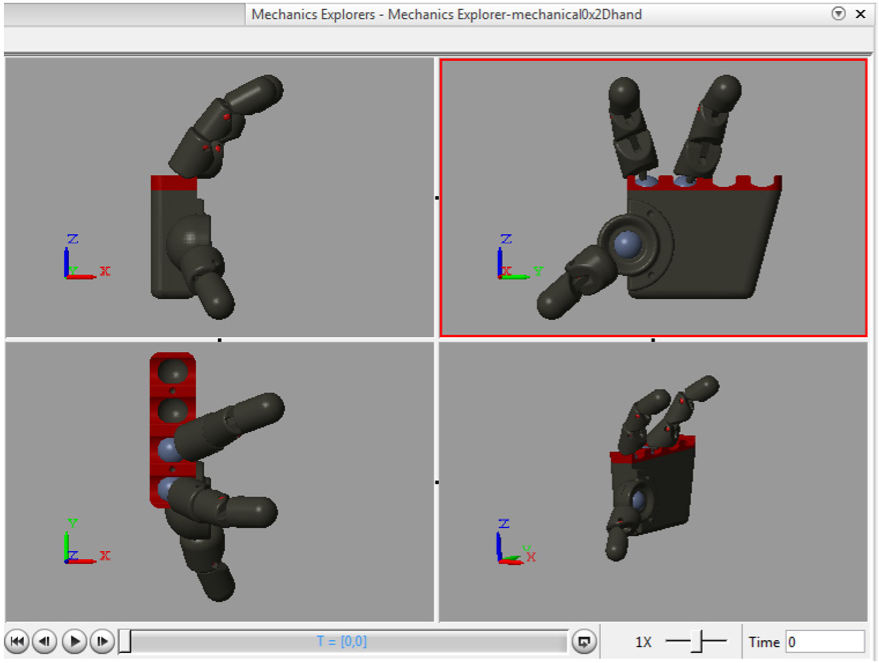 Mechanics Explorers - Mechanics Explorer-mechanical0x2Dhand
Z
Y
X
Z
X
Y
Y
Z
X
Z
Y
X
T = [0,0]
1X
Time
0